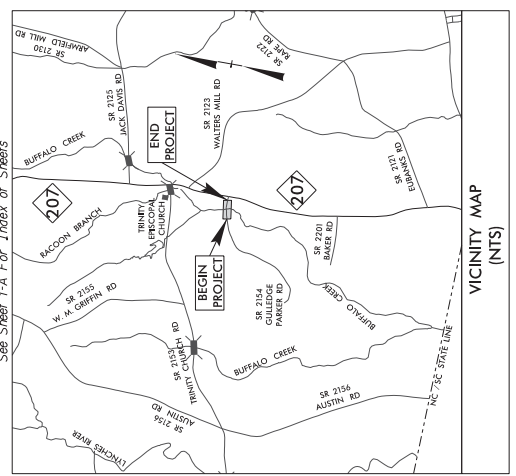 See Sheet 1-A For Index of Sheets
SR 2130
ARMFIELD MILL RD
SR 2122
RAPE RD
SR 2125
JACK DAVIS RD
SR 2123
WALTERS MILL RD
BUFFALO CREEK
END
PROJECT
207
RACOON BRANCH
TRINITY
EPISCOPAL
CHURCH
207
SR 2121
EUBANKS RD
SR 2155
W. M. GRIFFIN RD
BEGIN
PROJECT
SR 2201
BAKER RD
SR 2154
GULLEDGE
PARKER RD
BUFFALO CREEK
SR 2153
TRINITY CHURCH RD
BUFFALO CREEK
SR 2156
AUSTIN RD
SR 2156
AUSTIN RD
LYNCHES RIVER
NC / SC STATE LINE
VICINITY MAP
(NTS)